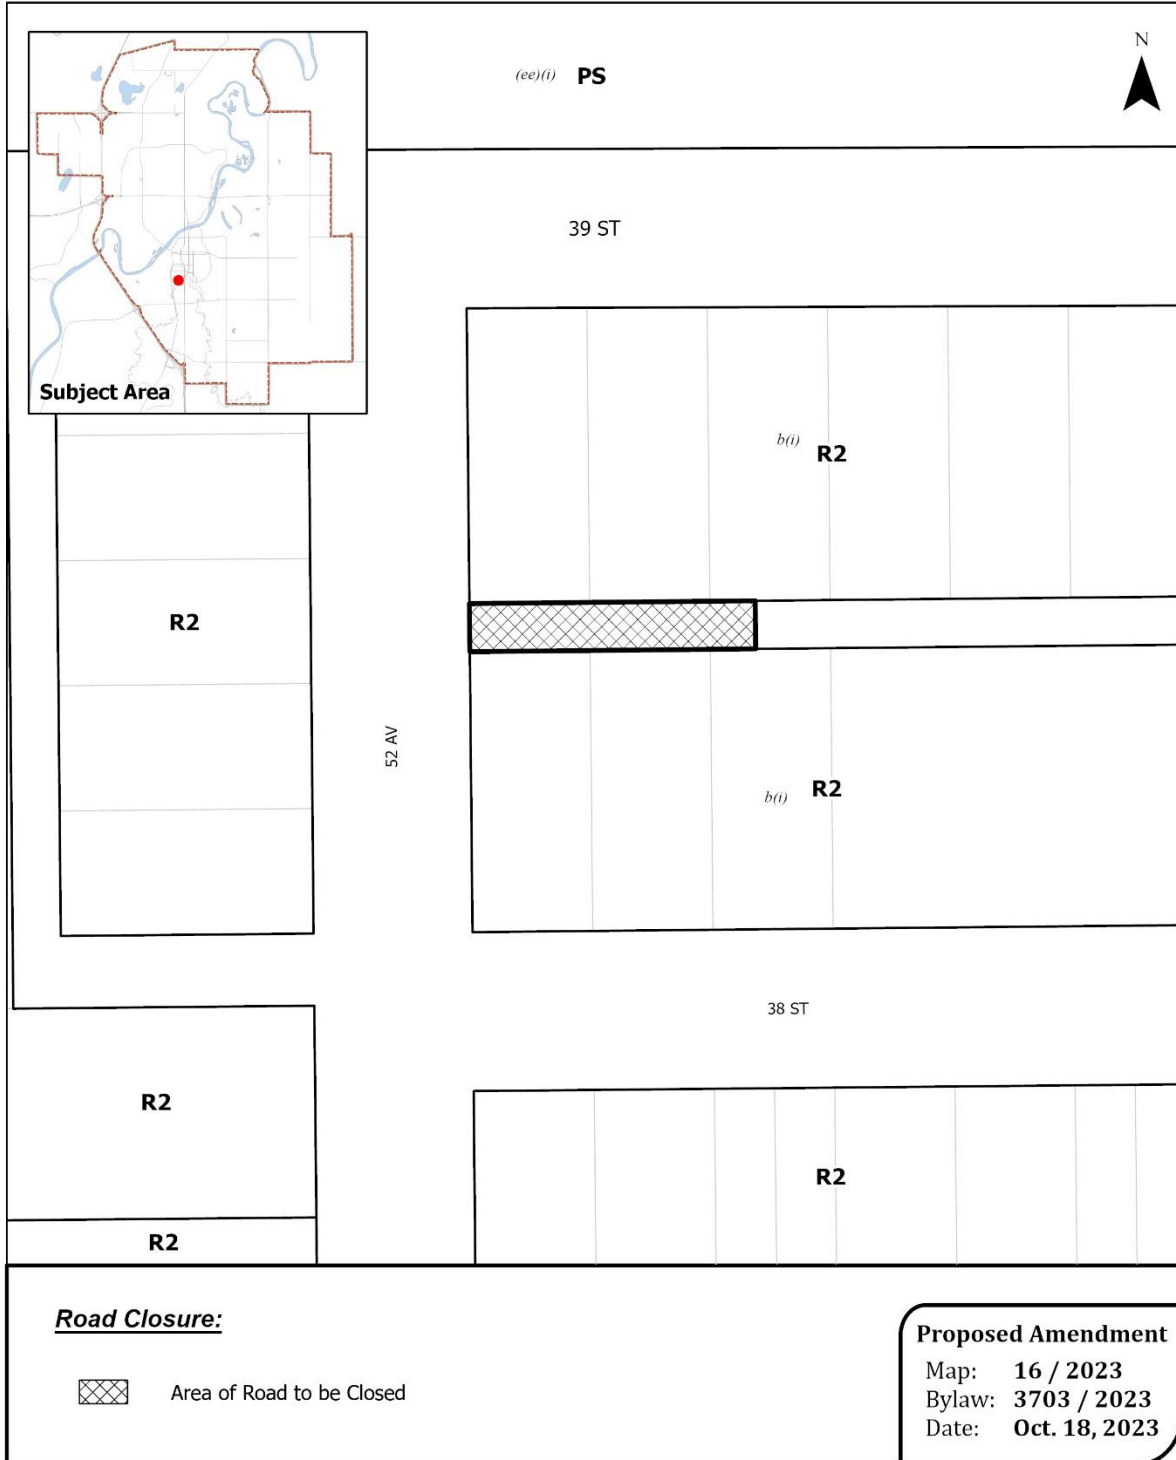 N
(ee)(i) PS
39 ST
Subject Area
b(i)
R2
R2
52 AV
b(i) R2
38 ST
R2
R2
R2
Road Closure:
Area of Road to be Closed
Proposed Amendment
Map: 16 / 2023
Bylaw: 3703 / 2023
Date: Oct. 18, 2023